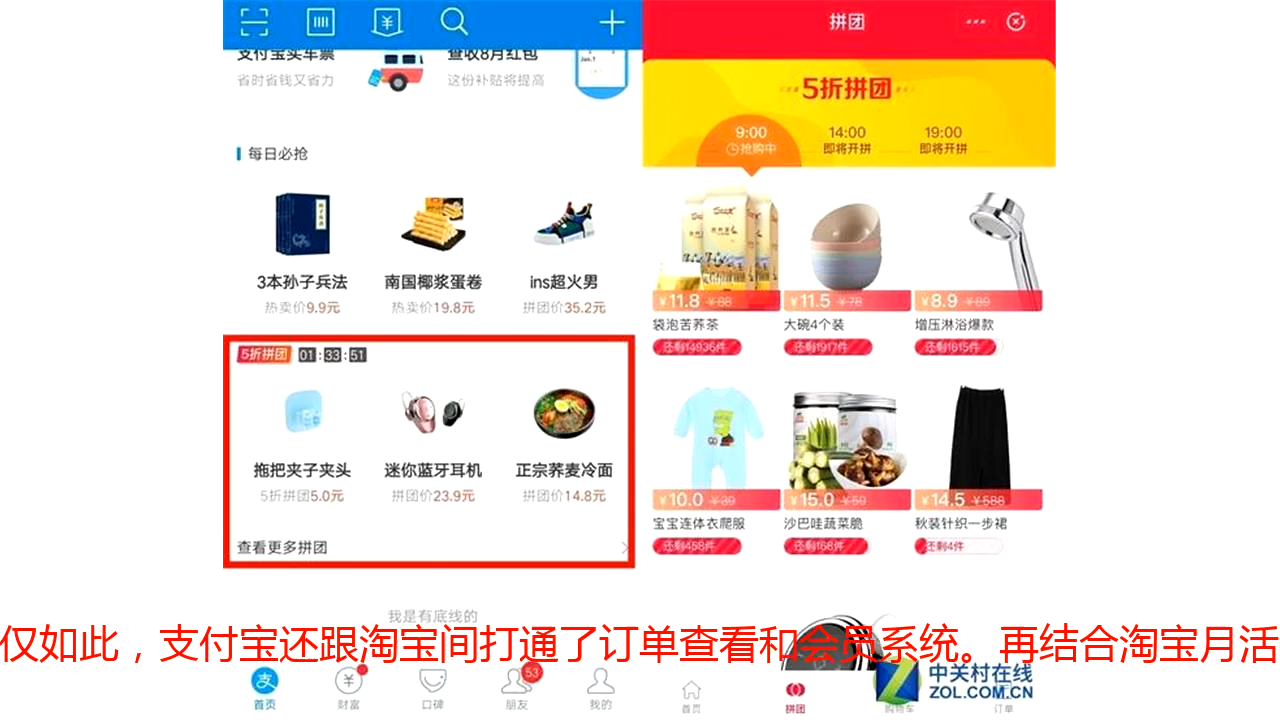 支付宝买车票
查收8月红包
省时省钱又省力
这份补贴将提高
每日必抢
3本孙子兵法
南国椰浆蛋卷
ins超火男
热卖价9.9元
热卖价19.8元
拼团价35.2元
5折拼团 01:33:51
拖把夹子夹头
迷你蓝牙耳机
正宗荞麦冷面
5折拼团5.0元
拼团价23.9元
拼团价14.8元
查看更多拼团
我是有底线的
首页
财富
口碑
朋友
53
我的
拼团
5折拼团
9:00
14:00
19:00
抢购中
即将开拼
即将开拼
¥11.8 ¥88
¥11.5 ¥78
¥8.9 ¥89
袋泡苦荞茶
大碗4个装
增压淋浴爆款
还剩14936件
还剩1917件
还剩1615件
¥10.0 ¥39
¥15.0 ¥59
¥14.5 ¥588
宝宝连体衣爬服
沙巴哇蔬菜脆
秋装针织一步裙
还剩458件
还剩168件
还剩4件
仅如此，支付宝还跟淘宝间打通了订单查看和会员系统。再结合淘宝月活
首页
拼团
购物车
订单
中关村在线
ZOL.COM.CN